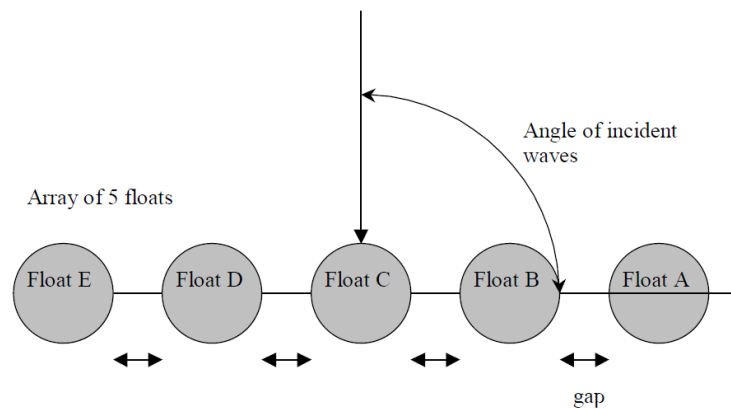 Angle of incident
waves
Array of 5 floats
Float E Float D Float C Float B Float A
gap